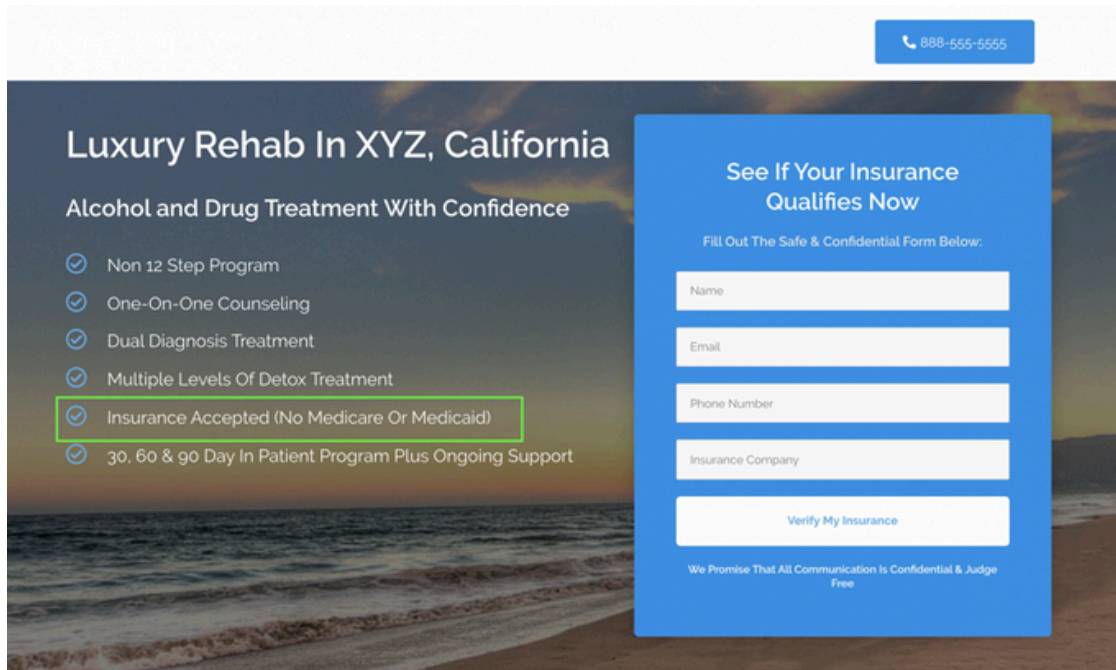 888-555-5555
Luxury Rehab In XYZ, California
Alcohol and Drug Treatment With Confidence
Non 12 Step Program
One-On-One Counseling
Dual Diagnosis Treatment
Multiple Levels Of Detox Treatment
Insurance Accepted (No Medicare Or Medicaid)
30, 60 & 90 Day In Patient Program Plus Ongoing Support
See If Your Insurance
Qualifies Now
Fill Out The Safe & Confidential Form Below:
Name
Email
Phone Number
Insurance Company
Verify My Insurance
We Promise That All Communication Is Confidential & Judge
Free